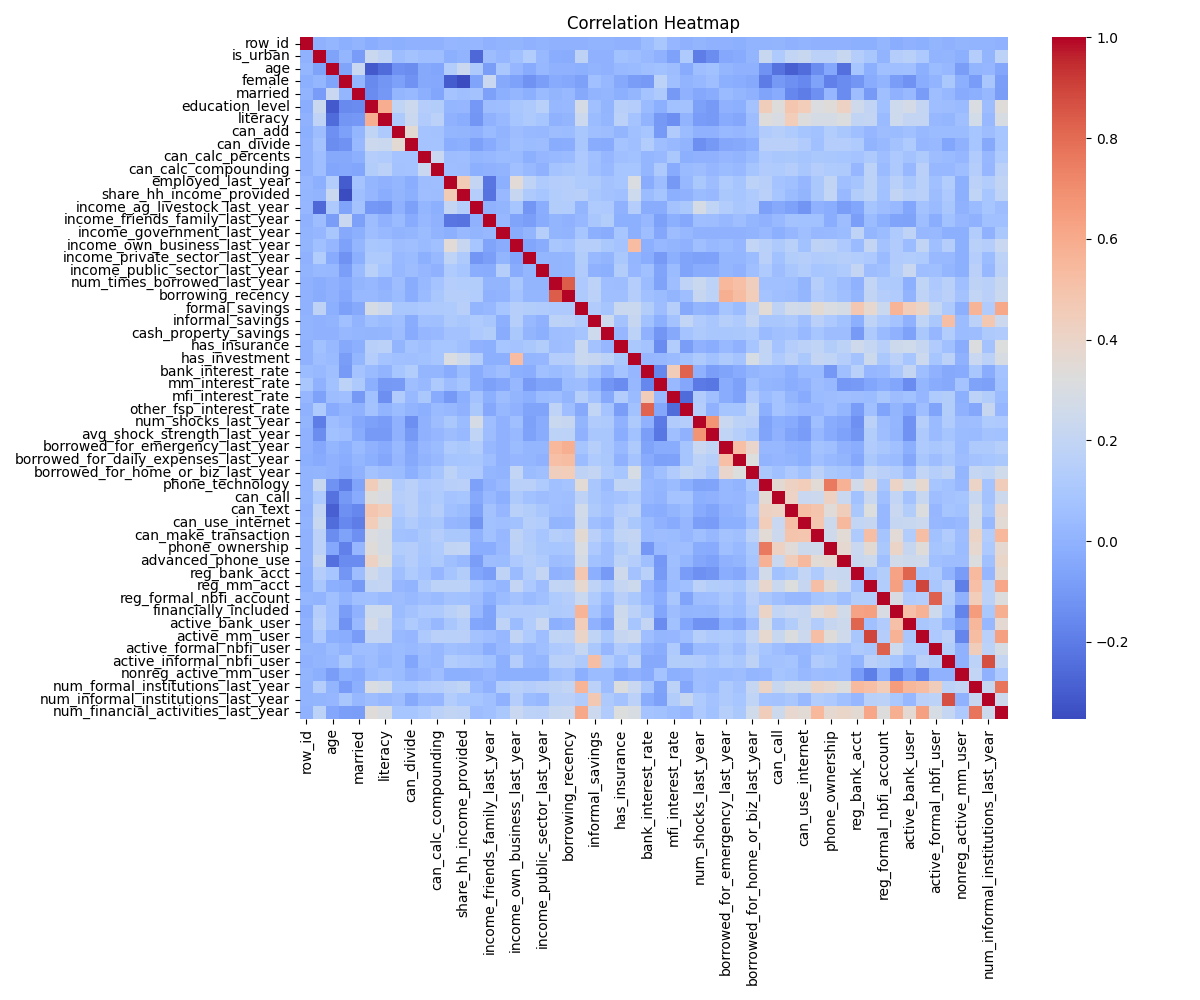 Correlation Heatmap
row_id
is_urban
age
female
married
education_level
literacy
can_add
can_divide
can_calc_percents
can_calc_compounding
employed_last_year
share_hh_income_provided
income_ag_livestock_last_year
income_friends_family_last_year
income_government_last_year
income_own_business_last_year
income_private_sector_last_year
income_public_sector_last_year
num_times_borrowed_last_year
borrowing_recency
formal_savings
informal_savings
cash_property_savings
has_insurance
has_investment
bank_interest_rate
mm_interest_rate
mfi_interest_rate
other_fsp_interest_rate
num_shocks_last_year
avg_shock_strength_last_year
borrowed_for_emergency_last_year
borrowed_for_daily_expenses_last_year
borrowed_for_home_or_biz_last_year
phone_technology
can_call
can_text
can_use_internet
can_make_transaction
phone_ownership
advanced_phone_use
reg_bank_acct
reg_mm_acct
reg_formal_nbfi_account
financially_included
active_bank_user
active_mm_user
active_formal_nbfi_user
active_informal_nbfi_user
nonreg_active_mm_user
num_formal_institutions_last_year
num_informal_institutions_last_year
num_financial_activities_last_year
row_id
age
married
literacy
can_divide
can_calc_compounding
share_hh_income_provided
income_friends_family_last_year
income_own_business_last_year
income_public_sector_last_year
borrowing_recency
informal_savings
has_insurance
bank_interest_rate
mfi_interest_rate
num_shocks_last_year
borrowed_for_emergency_last_year
borrowed_for_home_or_biz_last_year
can_call
can_use_internet
phone_ownership
reg_bank_acct
reg_formal_nbfi_account
active_bank_user
active_formal_nbfi_user
nonreg_active_mm_user
num_informal_institutions_last_year
1.0
0.8
0.6
0.4
0.2
0.0
−0.2